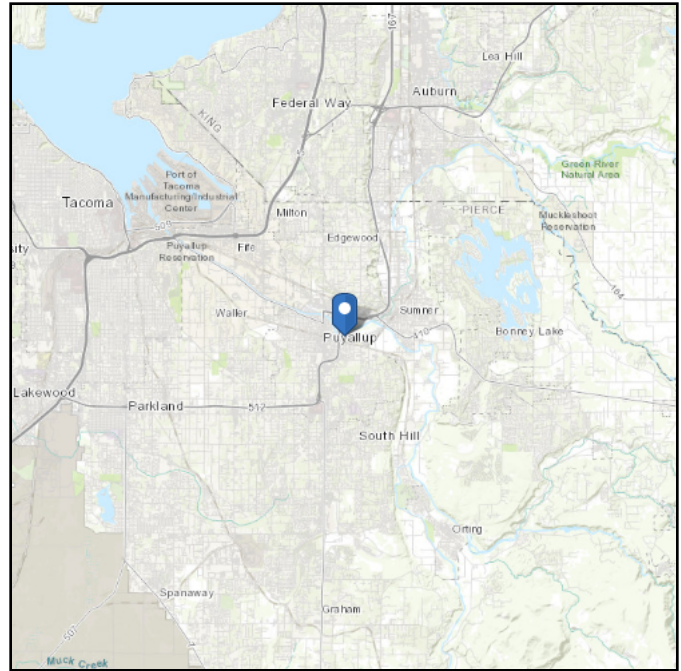 167
Lea Hill
Auburn
Federal Way
KING
Green River
Natural Area
Port of
Tacoma
Manufacturing/Industrial
Center
Tacoma
PIERCE
Muckleshoot
Reservation
509
Milton
Edgewood
Fife
Puyallup
Reservation
164
Waller
Sumner
Puyallup
410
Bonney Lake
Lakewood
Parkland
512
South Hill
Orting
Spanaway
Graham
507
Muck Creek